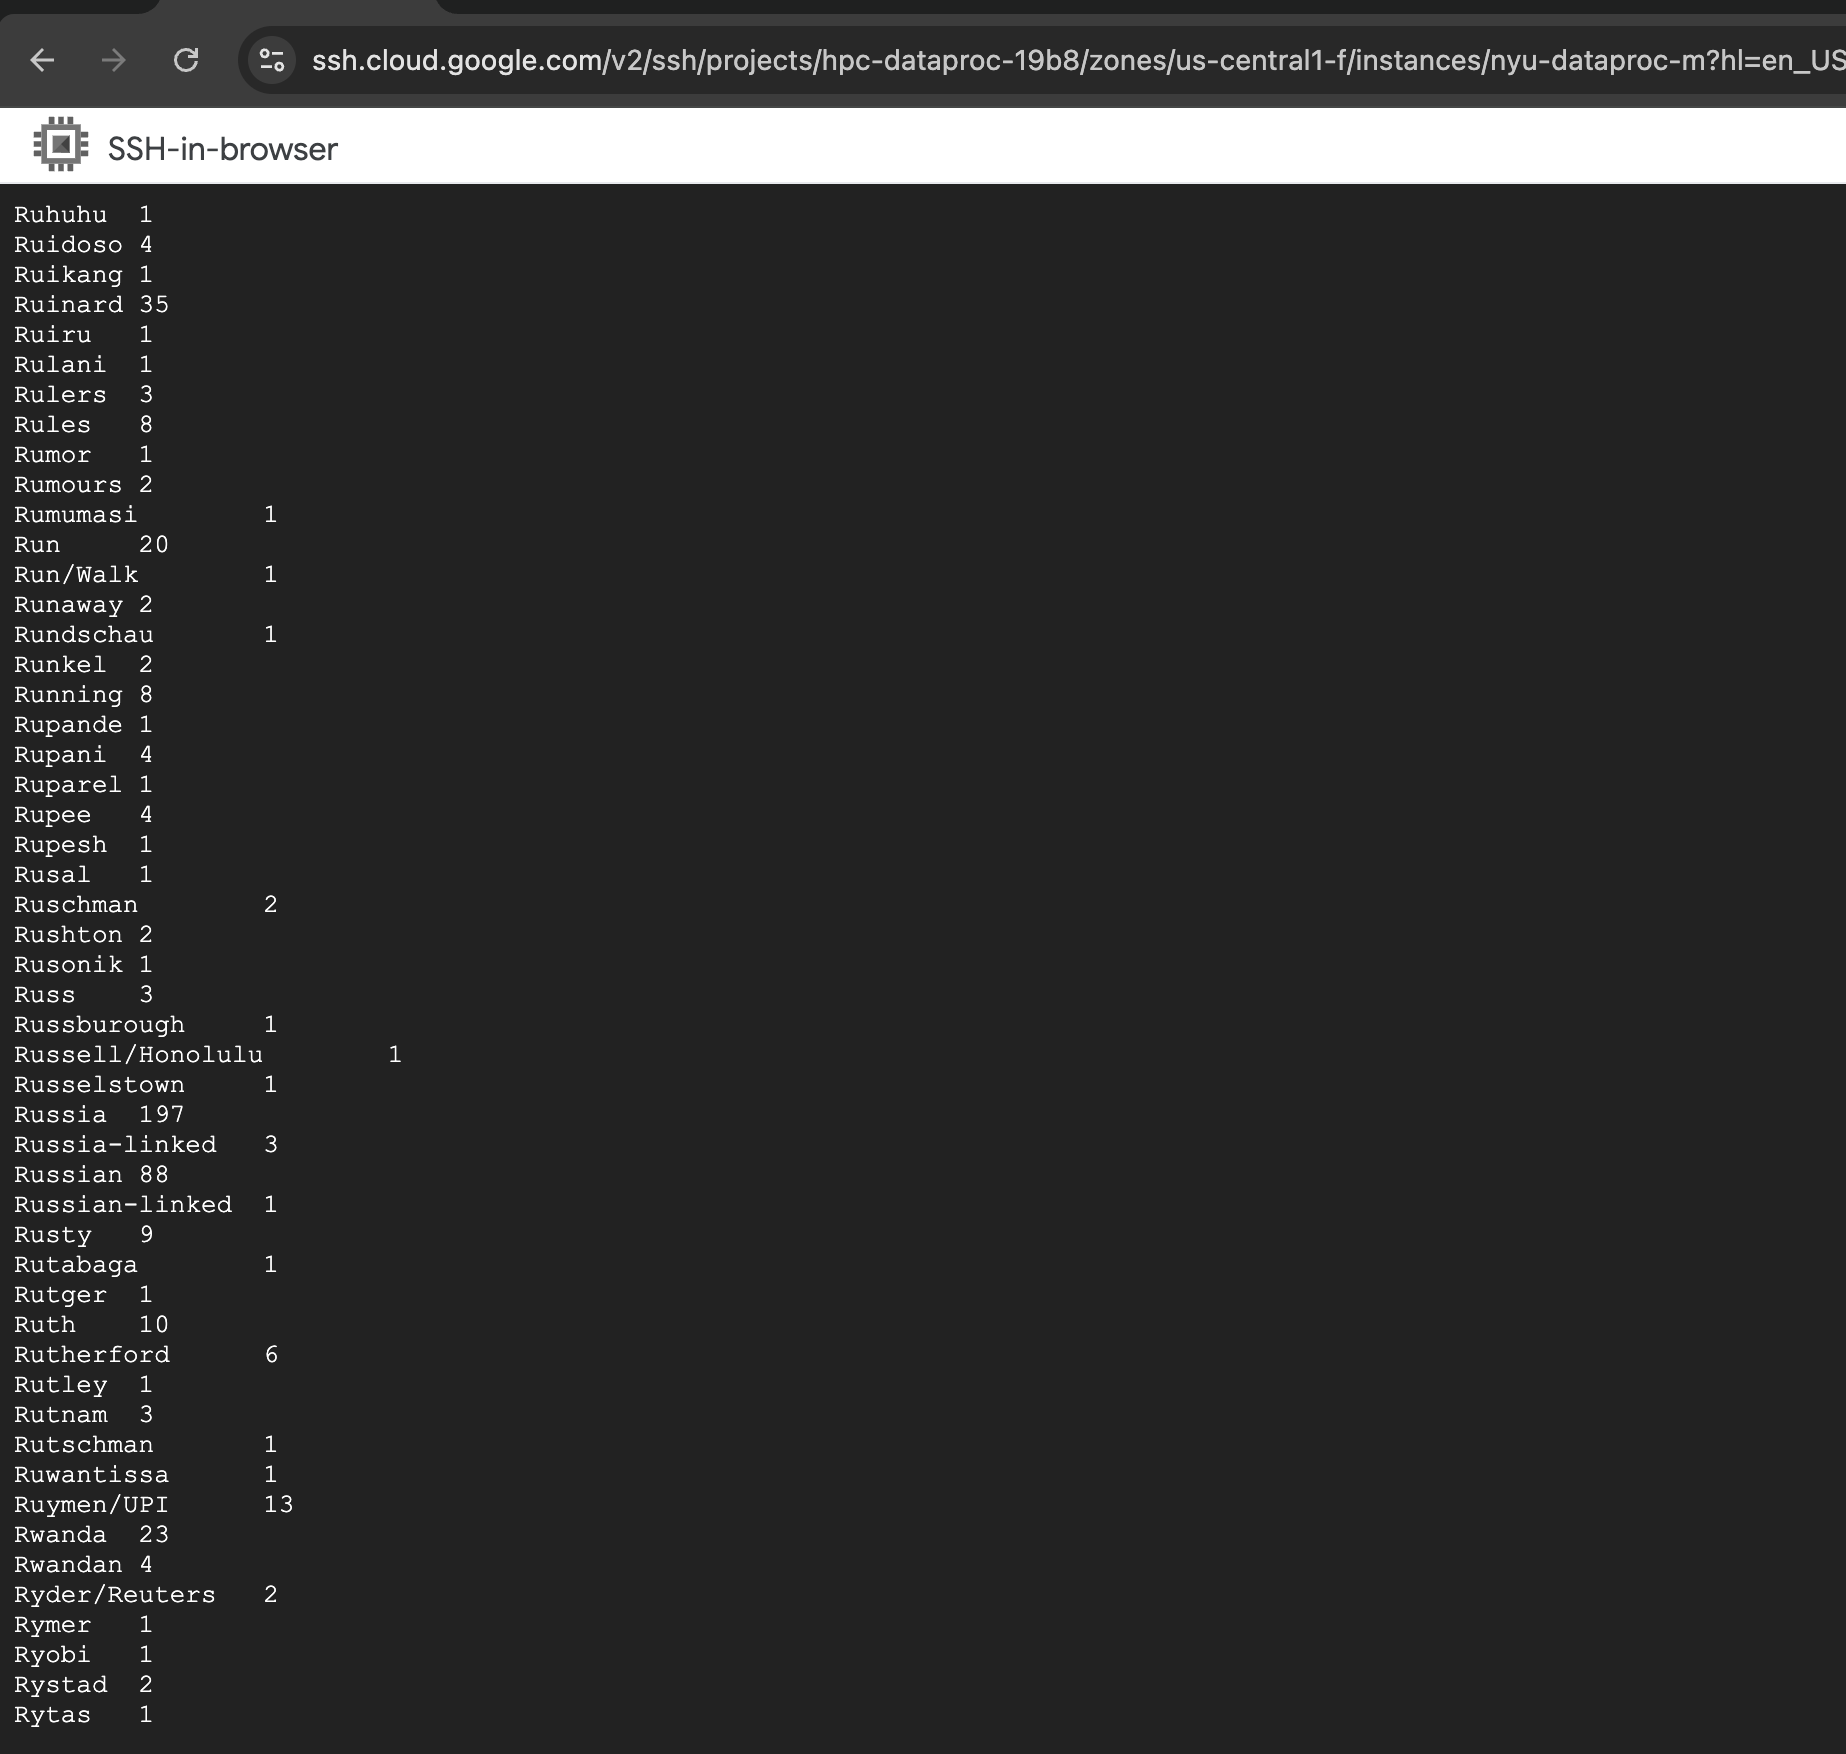 ssh.cloud.google.com/v2/ssh/projects/hpc-dataproc-19b8/zones/us-central1-f/instances/nyu-dataproc-m?hl=en_US
SSH-in-browser
Ruhuhu 1
Ruidoso 4
Ruikang 1
Ruinard 35
Ruiru 1
Rulani 1
Rulers 3
Rules 8
Rumor 1
Rumours 2
Rumumasi 1
Run 20
Run/Walk 1
Runaway 2
Rundschau 1
Runkel 2
Running 8
Rupande 1
Rupani 4
Ruparel 1
Rupee 4
Rupesh 1
Rusal 1
Ruschman 2
Rushton 2
Rusonik 1
Russ 3
Russburough 1
Russell/Honolulu 1
Russelstown 1
Russia 197
Russia-linked 3
Russian 88
Russian-linked 1
Rusty 9
Rutabaga 1
Rutger 1
Ruth 10
Rutherford 6
Rutley 1
Rutnam 3
Rutschman 1
Ruwantissa 1
Ruymen/UPI 13
Rwanda 23
Rwandan 4
Ryder/Reuters 2
Rymer 1
Ryobi 1
Rystad 2
Rytas 1